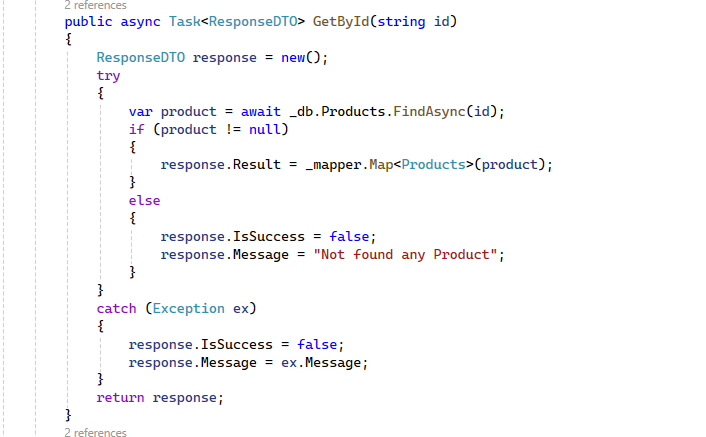 2 references
public async Task<ResponseDTO> GetById(string id)
{
ResponseDTO response = new();
try
{
var product = await _db.Products.FindAsync(id);
if (product != null)
{
response.Result = _mapper.Map<Products>(product);
}
else
{
response.IsSuccess = false;
response.Message = "Not found any Product";
}
}
catch (Exception ex)
{
response.IsSuccess = false;
response.Message = ex.Message;
}
return response;
}
2 references